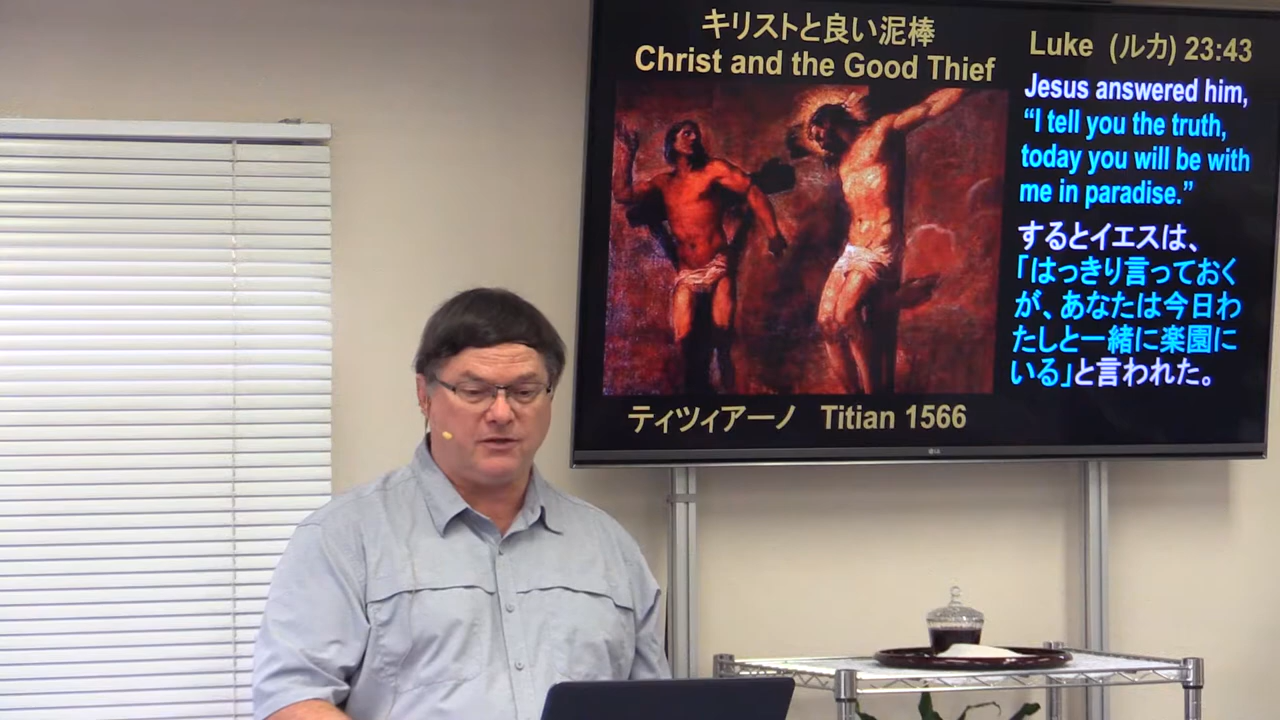 キリストと良い泥棒
Christ and the Good Thief
ティツィアーノ Titian 1566
Luke (ルカ) 23:43
Jesus answered him,
“I tell you the truth,
today you will be with
me in paradise.”
するとイエスは、
「はっきり言っておく
が、あなたは今日わ
たしと一緒に楽園に
いる」と言われた。
LG